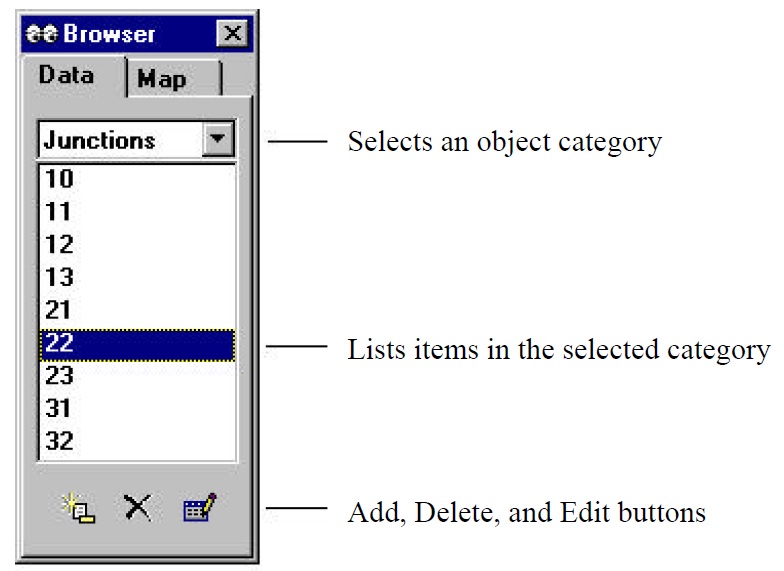 Browser
Data Map
Junctions
Selects an object category
10
11
12
13
21
22
Lists items in the selected category
23
31
32
Add, Delete, and Edit buttons